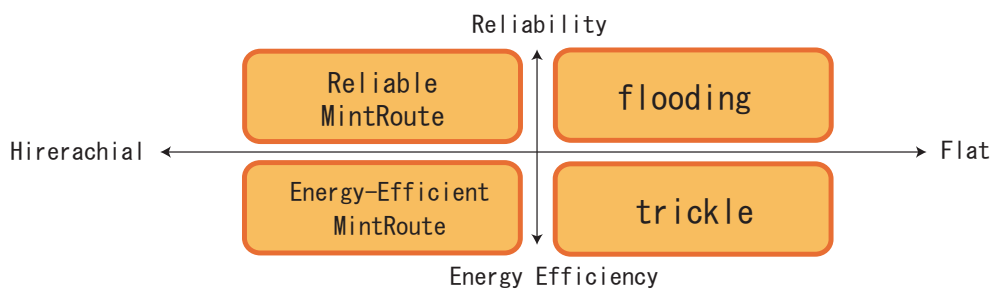 Reliability
Reliable
MintRoute
flooding
Hirerachial
Flat
Energy-Efficient
MintRoute
trickle
Energy Efficiency